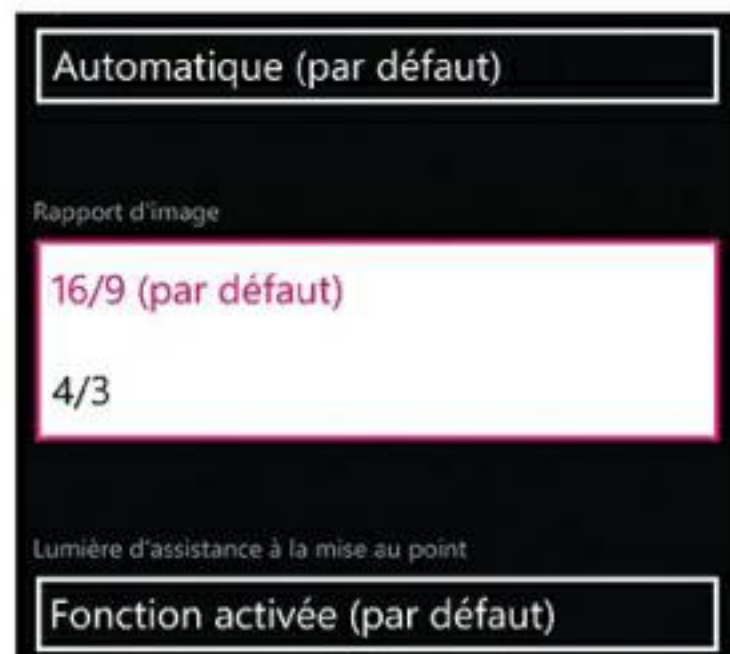 Automatique (par défaut)
Rapport d'image
16/9 (par défaut)
4/3
Lumière d'assistance à la mise au point
Fonction activée (par défaut)